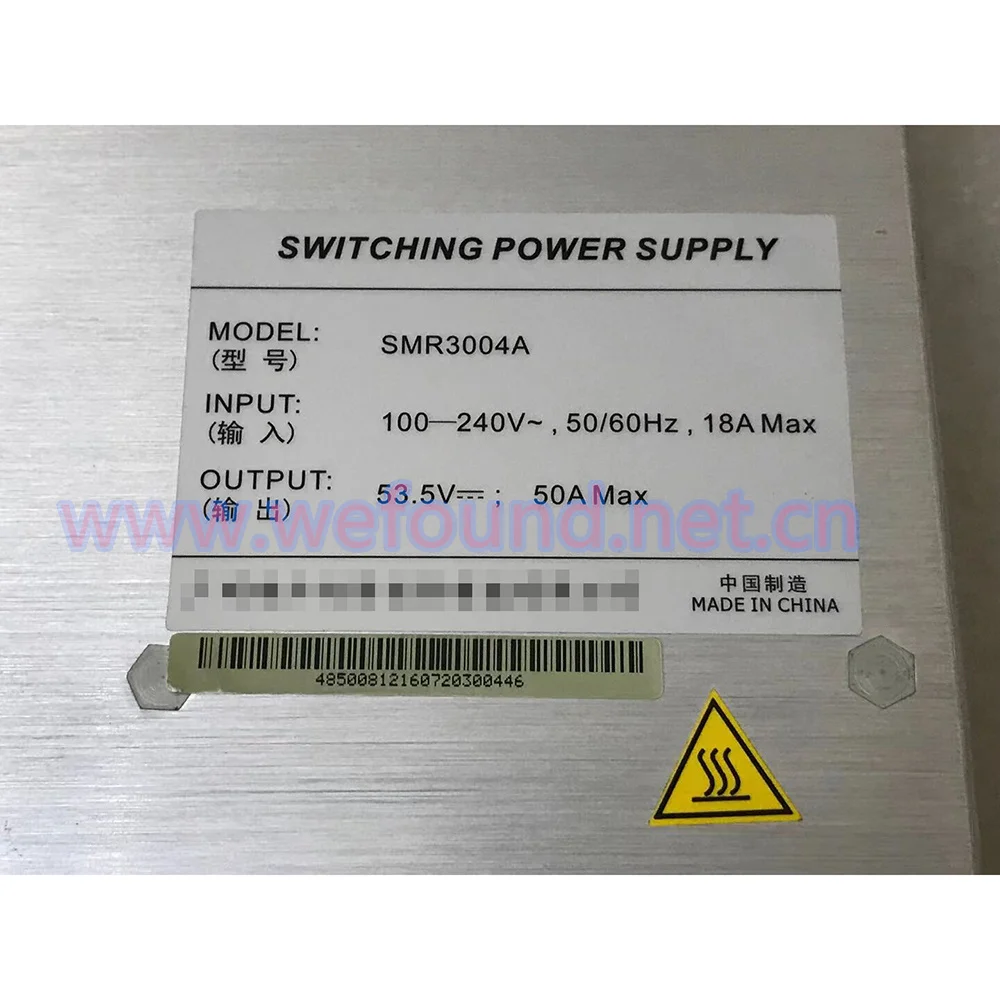 SWITCHING POWER SUPPLY
MODEL: SMR3004A
(型 号)
INPUT: 100—240V~ , 50/60Hz , 18A Max
(输 入)
OUTPUT: 53.5V⎓ ; 50A Max
(输 出)
www.wefound.net.cn
中国制造
MADE IN CHINA
48500812160720300446